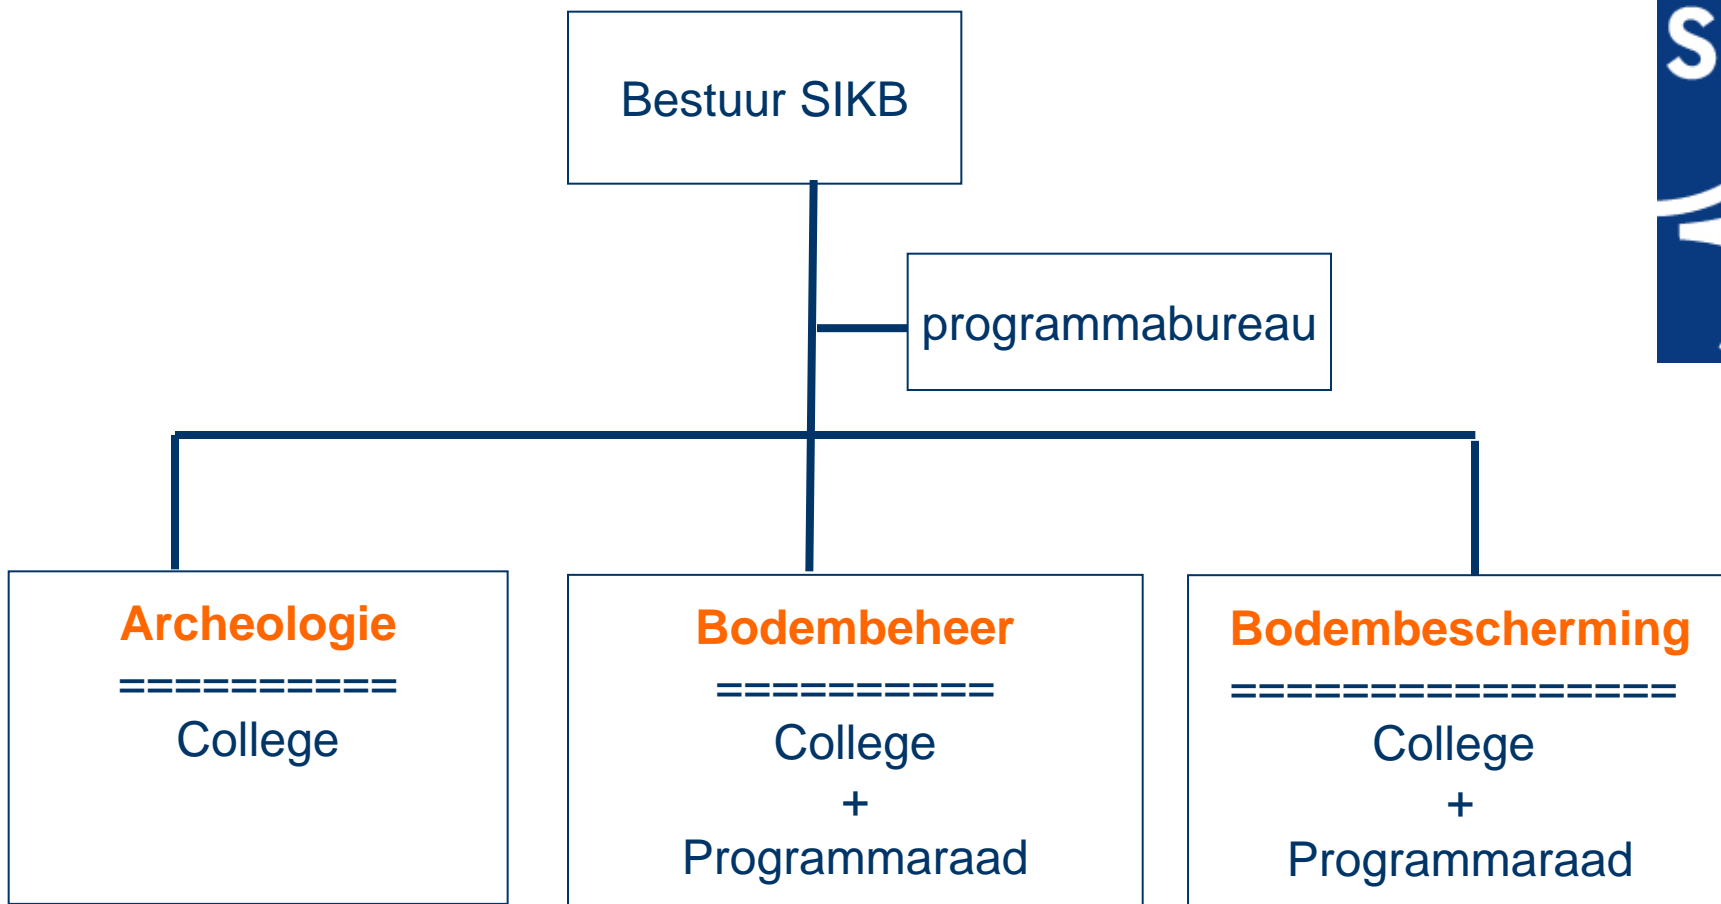 Bestuur SIKB
S
programmabureau
Archeologie
==========
College
Bodembeheer
==========
College
+
Programmaraad
Bodembescherming
================
College
+
Programmaraad